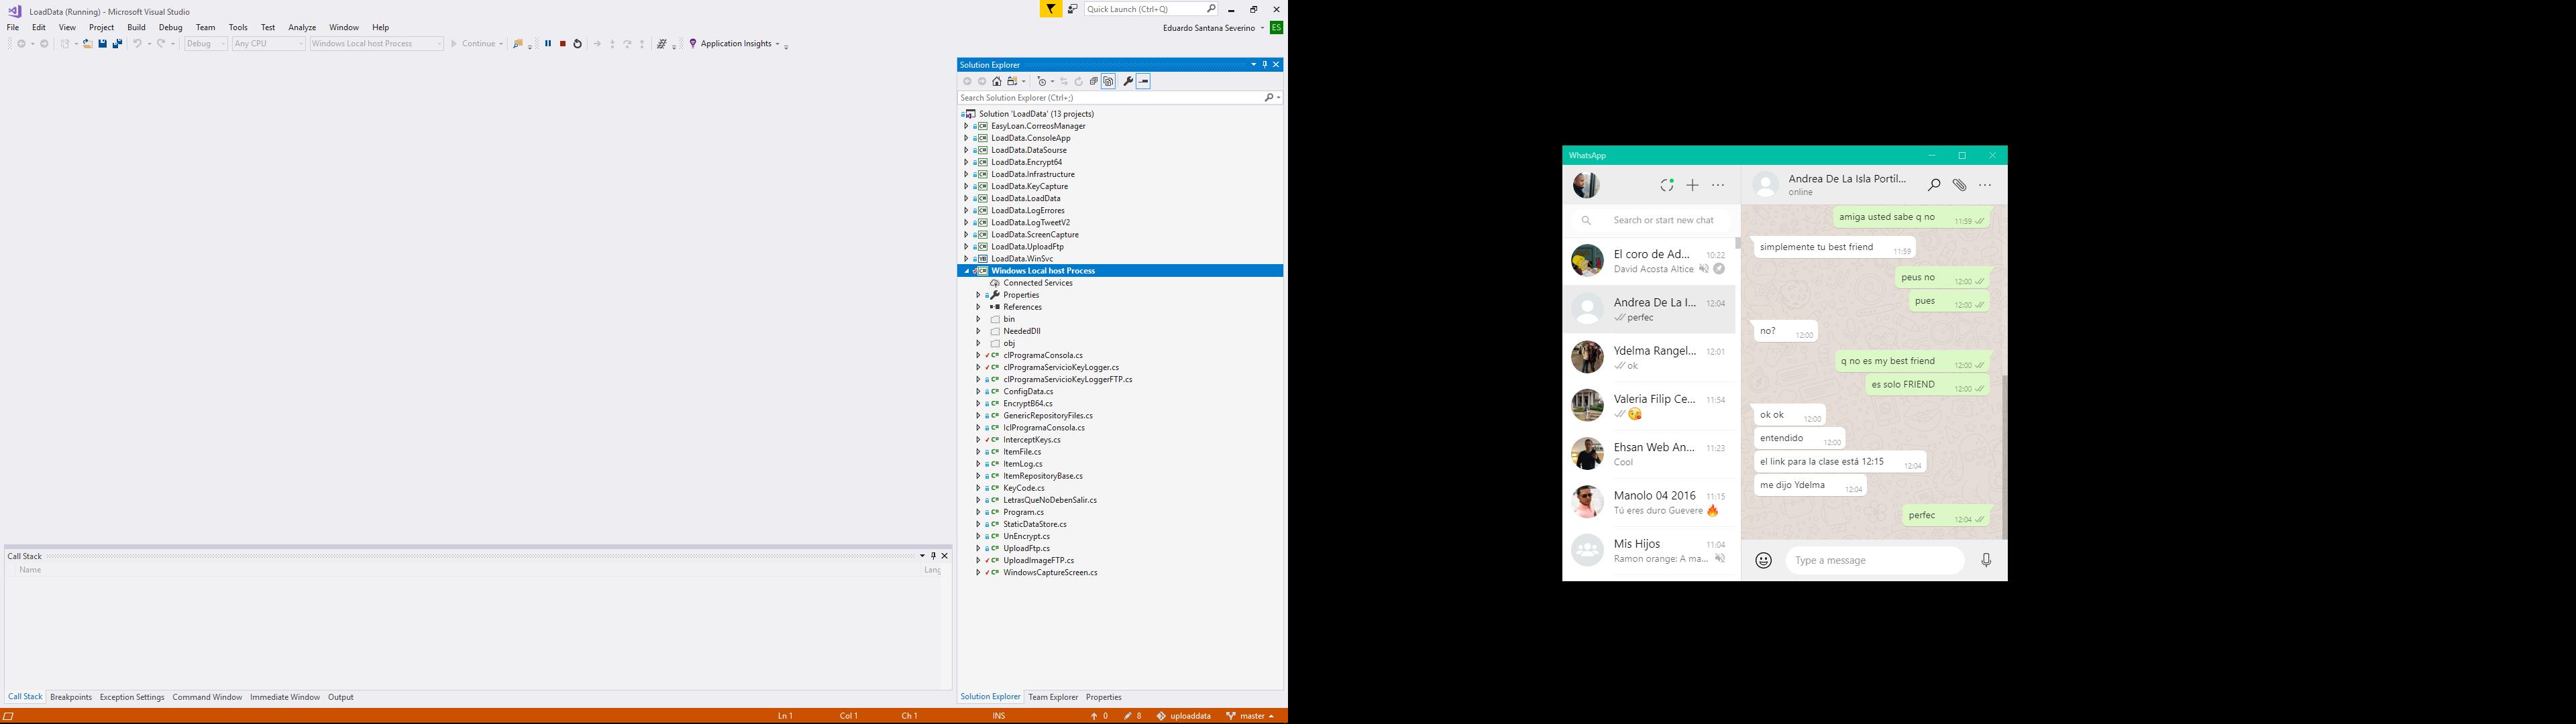 LoadData (Running) - Microsoft Visual Studio
Quick Launch (Ctrl+Q)
File Edit View Project Build Debug Team Tools Test Analyze Window Help
Eduardo Santana Severino ES
Debug Any CPU Windows Local host Process Continue Application Insights
Solution Explorer
Search Solution Explorer (Ctrl+;)
Solution 'LoadData' (13 projects)
EasyLoan.CorreosManager
LoadData.ConsoleApp
LoadData.DataSourse
LoadData.Encrypt64
LoadData.Infrastructure
LoadData.KeyCapture
LoadData.LoadData
LoadData.LogErrores
LoadData.LogTweetV2
LoadData.ScreenCapture
LoadData.UploadFtp
LoadData.WinSvc
Windows Local host Process
Connected Services
Properties
References
bin
NeededDll
obj
clProgramaConsola.cs
clProgramaServicioKeyLogger.cs
clProgramaServicioKeyLoggerFTP.cs
ConfigData.cs
EncryptB64.cs
GenericRepositoryFiles.cs
IclProgramaConsola.cs
InterceptKeys.cs
ItemFile.cs
ItemLog.cs
ItemRepositoryBase.cs
KeyCode.cs
LetrasQueNoDebenSalir.cs
Program.cs
StaticDataStore.cs
UnEncrypt.cs
UploadFtp.cs
UploadImageFTP.cs
WindowsCaptureScreen.cs
Call Stack
Name Lang
Call Stack Breakpoints Exception Settings Command Window Immediate Window Output
Solution Explorer Team Explorer Properties
Ln 1 Col 1 Ch 1 INS 0 8 uploaddata master
WhatsApp
Search or start new chat
El coro de Ad... 10:22
David Acosta Altice
Andrea De La I... 12:04
perfec
Ydelma Rangel... 12:01
ok
Valeria Filip Ce... 11:54
😘
Ehsan Web An... 11:23
Cool
Manolo 04 2016 11:15
Tú eres duro Guevere 🔥
Mis Hijos 11:04
Ramon orange: A ma...
Andrea De La Isla Portil...
online
amiga usted sabe q no 11:59
simplemente tu best friend 11:59
peus no 12:00
pues 12:00
no? 12:00
q no es my best friend 12:00
es solo FRIEND 12:00
ok ok 12:00
entendido 12:00
el link para la clase está 12:15 12:04
me dijo Ydelma 12:04
perfec 12:04
Type a message